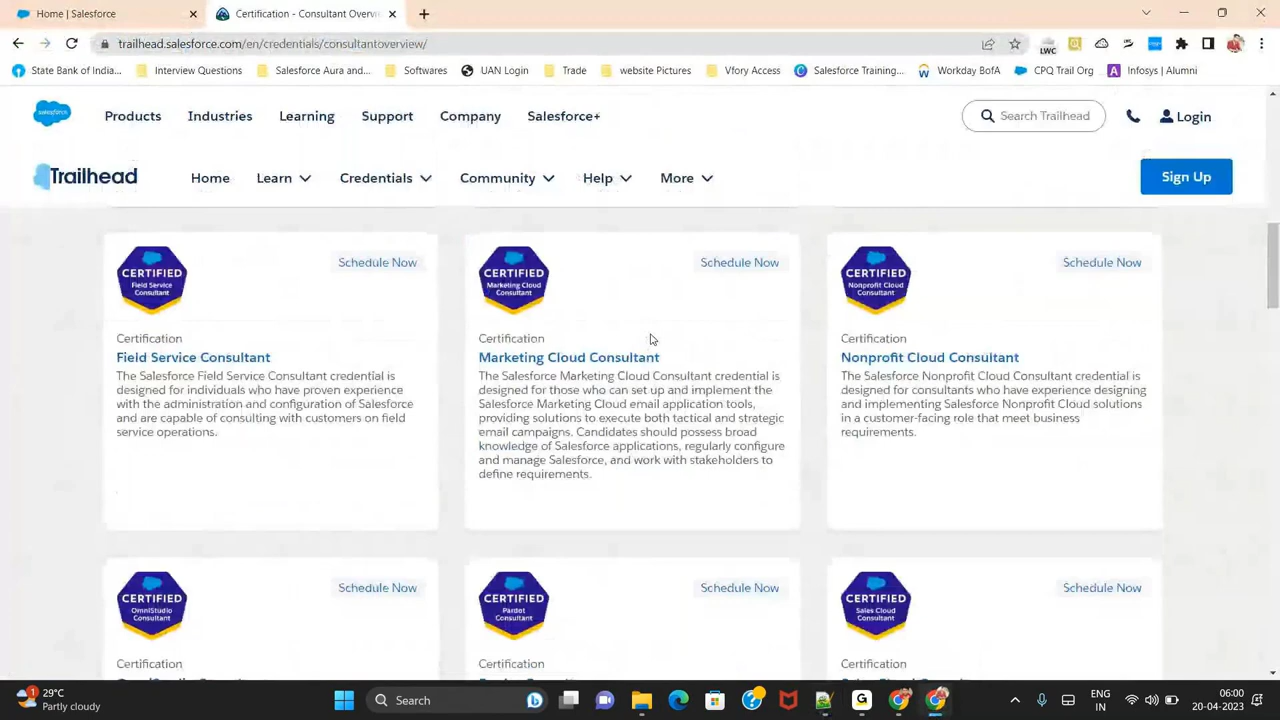 Home | Salesforce
Certification - Consultant Overvi
trailhead.salesforce.com/en/credentials/consultantoverview/
LWC
State Bank of India...
Interview Questions
Salesforce Aura and...
Softwares
UAN Login
Trade
website Pictures
Vfory Access
Salesforce Training...
Workday BofA
CPQ Trail Org
Infosys | Alumni
salesforce
Products
Industries
Learning
Support
Company
Salesforce+
Search Trailhead
Login
Trailhead
Home
Learn
Credentials
Community
Help
More
Sign Up
CERTIFIED
Field Service
Consultant
Schedule Now
Certification
Field Service Consultant
The Salesforce Field Service Consultant credential is
designed for individuals who have proven experience
with the administration and configuration of Salesforce
and are capable of consulting with customers on field
service operations.
CERTIFIED
Marketing Cloud
Consultant
Schedule Now
Certification
Marketing Cloud Consultant
The Salesforce Marketing Cloud Consultant credential is
designed for those who can set up and implement the
Salesforce Marketing Cloud email application tools,
providing solutions to execute both tactical and strategic
email campaigns. Candidates should possess broad
knowledge of Salesforce applications, regularly configure
and manage Salesforce, and work with stakeholders to
define requirements.
CERTIFIED
Nonprofit Cloud
Consultant
Schedule Now
Certification
Nonprofit Cloud Consultant
The Salesforce Nonprofit Cloud Consultant credential is
designed for consultants who have experience designing
and implementing Salesforce Nonprofit Cloud solutions
in a customer-facing role that meet business
requirements.
CERTIFIED
OmniStudio
Consultant
Schedule Now
Certification
CERTIFIED
Pardot
Consultant
Schedule Now
Certification
CERTIFIED
Sales Cloud
Consultant
Schedule Now
Certification
1
29°C
Partly cloudy
Search
ENG
IN
06:00
20-04-2023